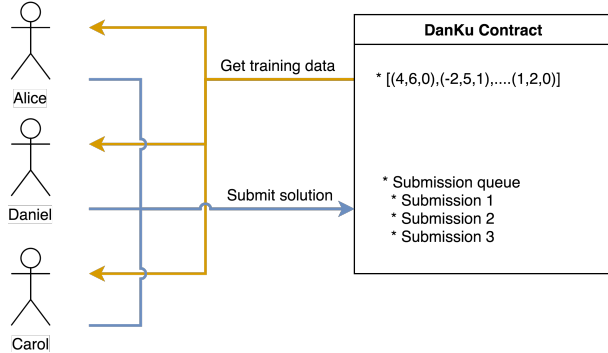 DanKu Contract
Get training data
* [(4,6,0),(-2,5,1),....(1,2,0)]
Alice
* Submission queue
Submit solution
* Submission 1
Daniel
* Submission 2
* Submission 3
Carol